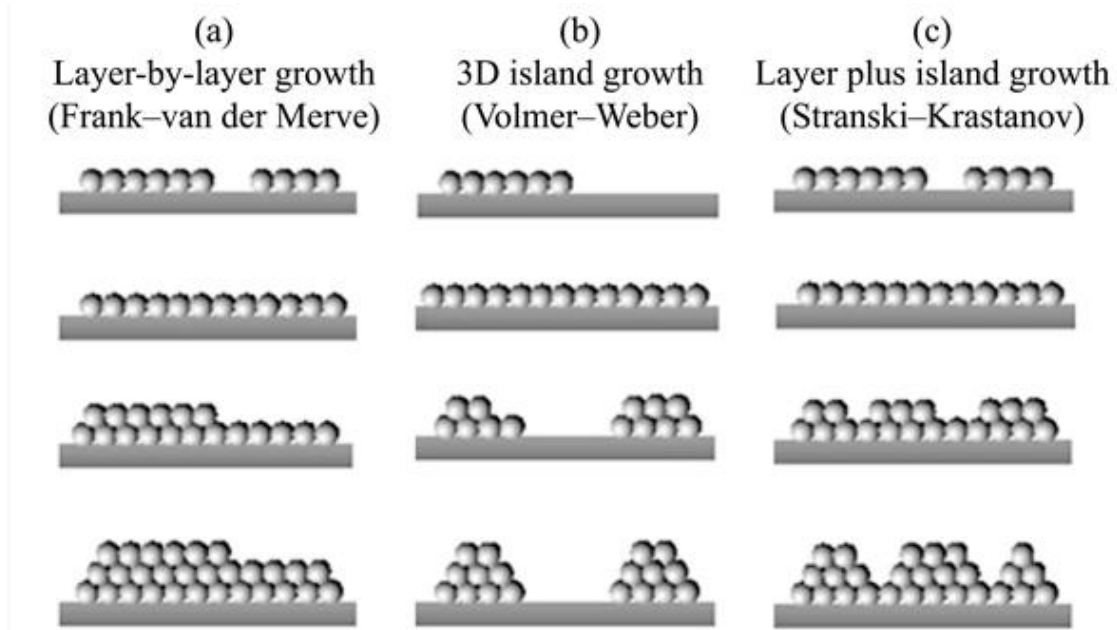 (a)
Layer-by-layer growth
(Frank–van der Merve)
(b)
3D island growth
(Volmer–Weber)
(c)
Layer plus island growth
(Stranski–Krastanov)